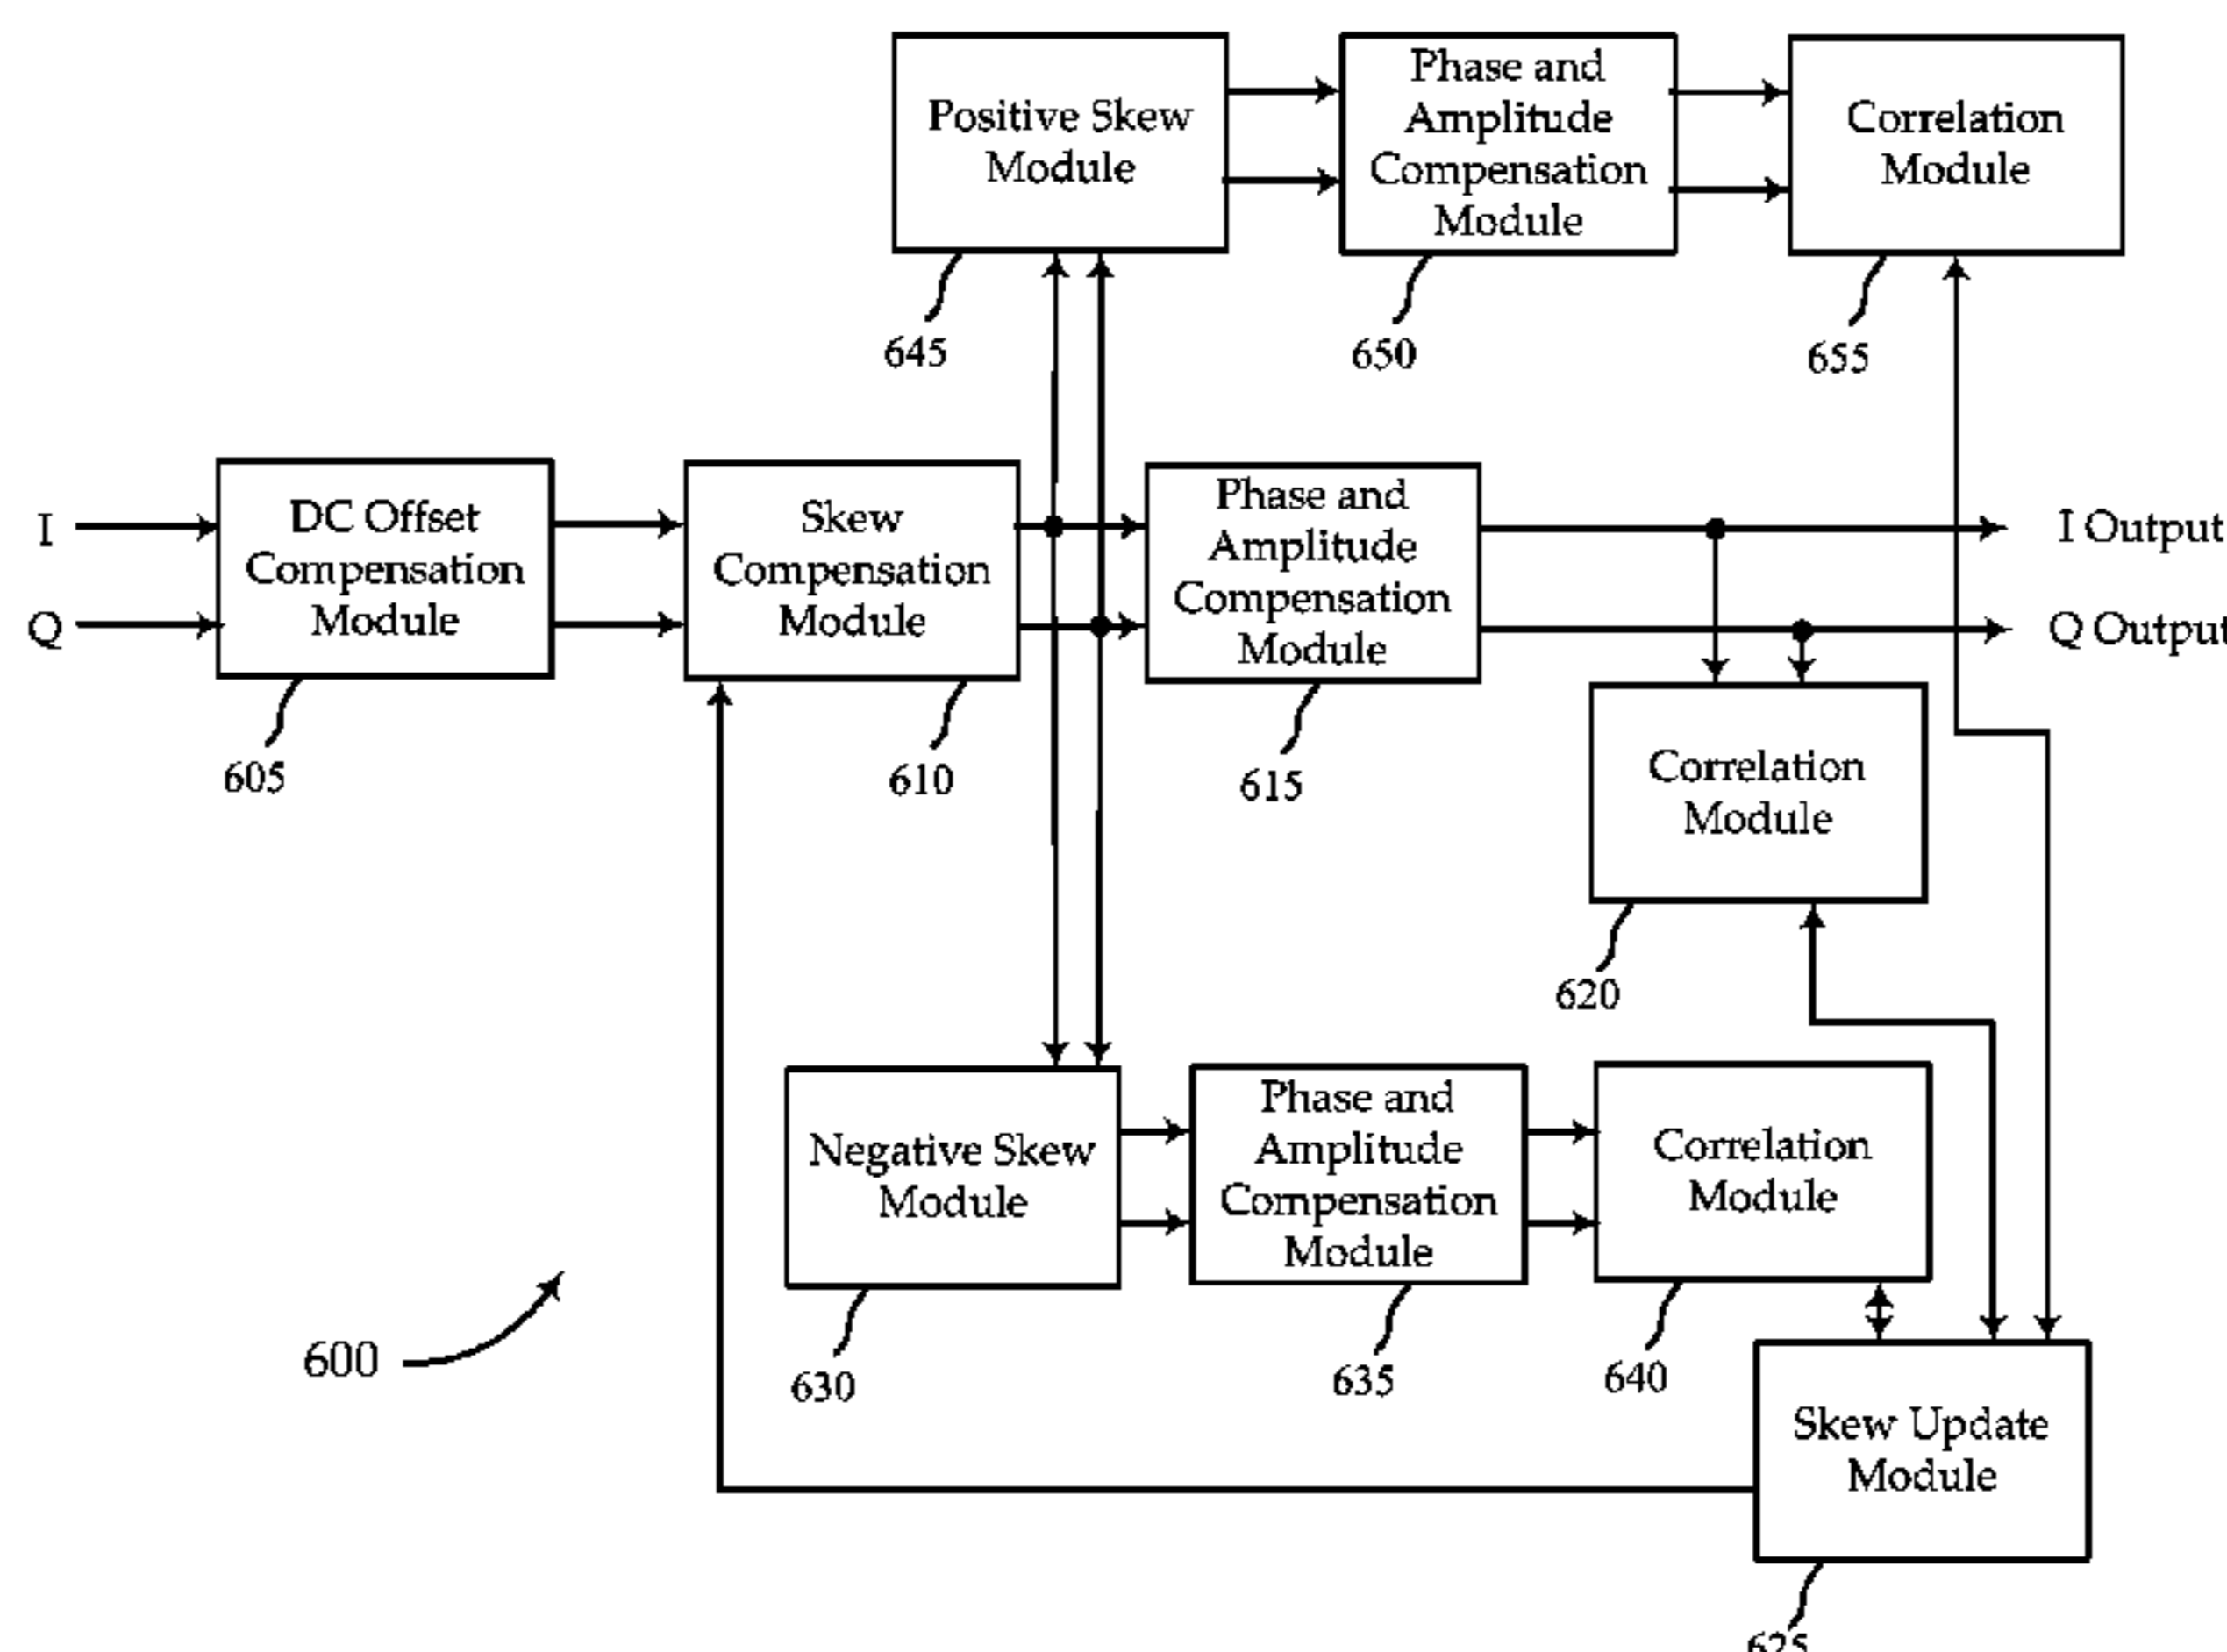 Positive Skew
Module
Phase and
Amplitude
Compensation
Module
Correlation
Module
645
650
655
I
Q
DC Offset
Compensation
Module
Skew
Compensation
Module
Phase and
Amplitude
Compensation
Module
I Output
Q Output
605
610
615
Correlation
Module
620
Negative Skew
Module
Phase and
Amplitude
Compensation
Module
Correlation
Module
600
630
635
640
Skew Update
Module
625